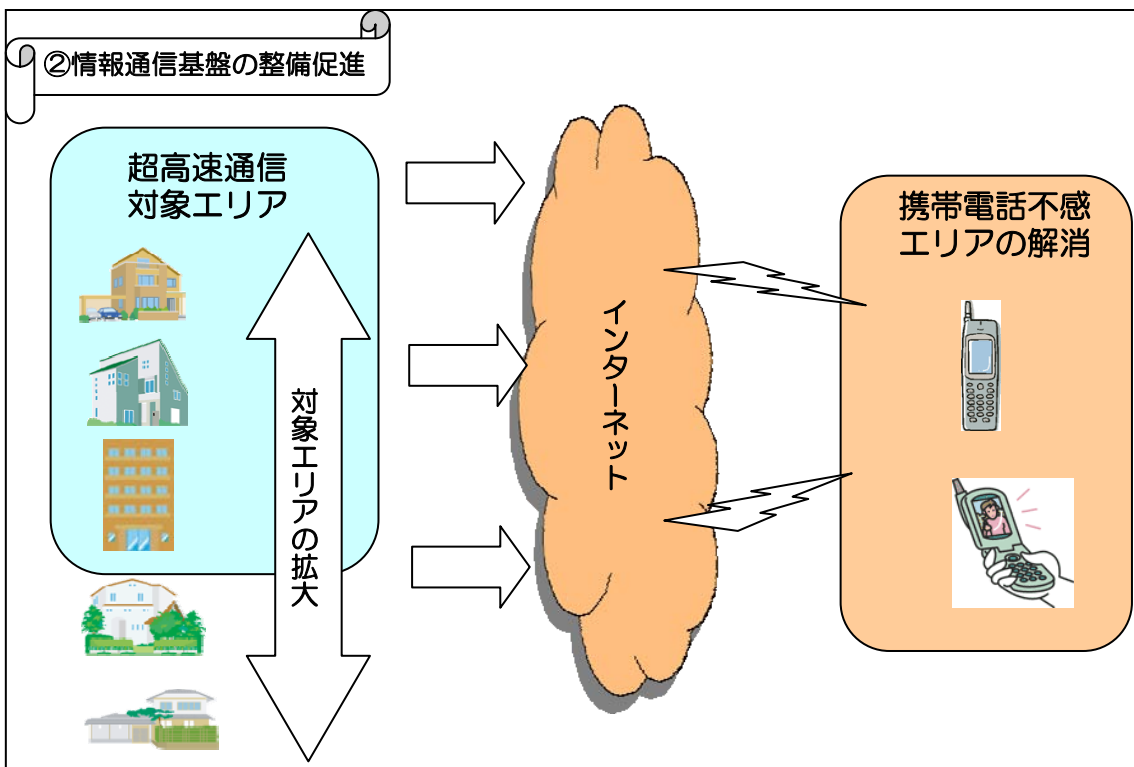 ②情報通信基盤の整備促進
超高速通信
対象エリア
対象エリアの拡大
インターネット
携帯電話不感
エリアの解消